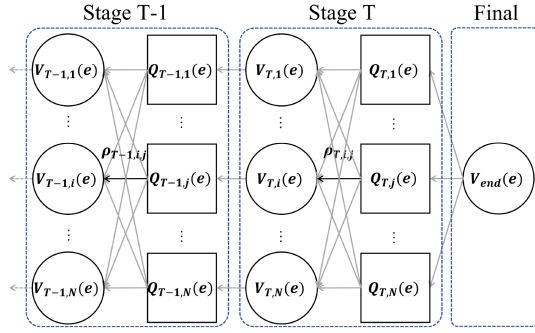 Stage T-1 Stage T Final
V_{T−1,1}(e) Q_{T−1,1}(e) V_{T,1}(e) Q_{T,1}(e)
⋮ ⋮ ⋮ ⋮
ρ_{T−1,i,j} ρ_{T,i,j}
V_{T−1,i}(e) Q_{T−1,j}(e) V_{T,i}(e) Q_{T,j}(e) V_{end}(e)
⋮ ⋮ ⋮ ⋮
V_{T−1,N}(e) Q_{T−1,N}(e) V_{T,N}(e) Q_{T,N}(e)